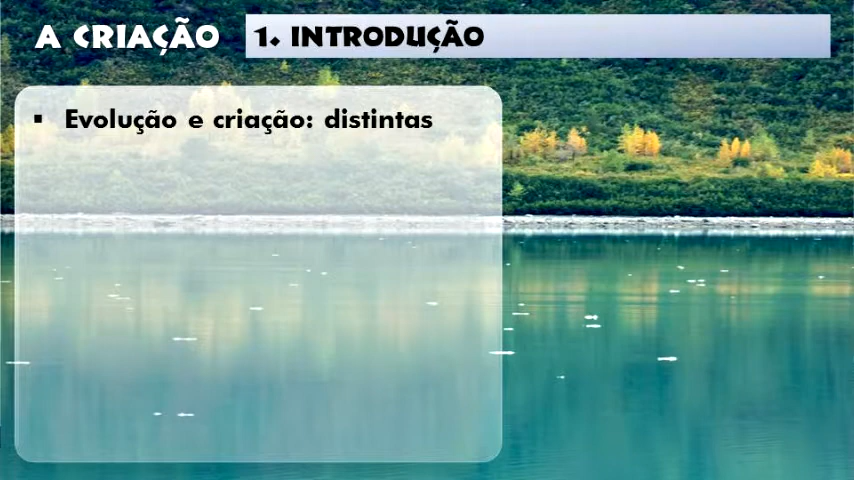 A CRIAÇÃO
1. INTRODUÇÃO
▪ Evolução e criação: distintas